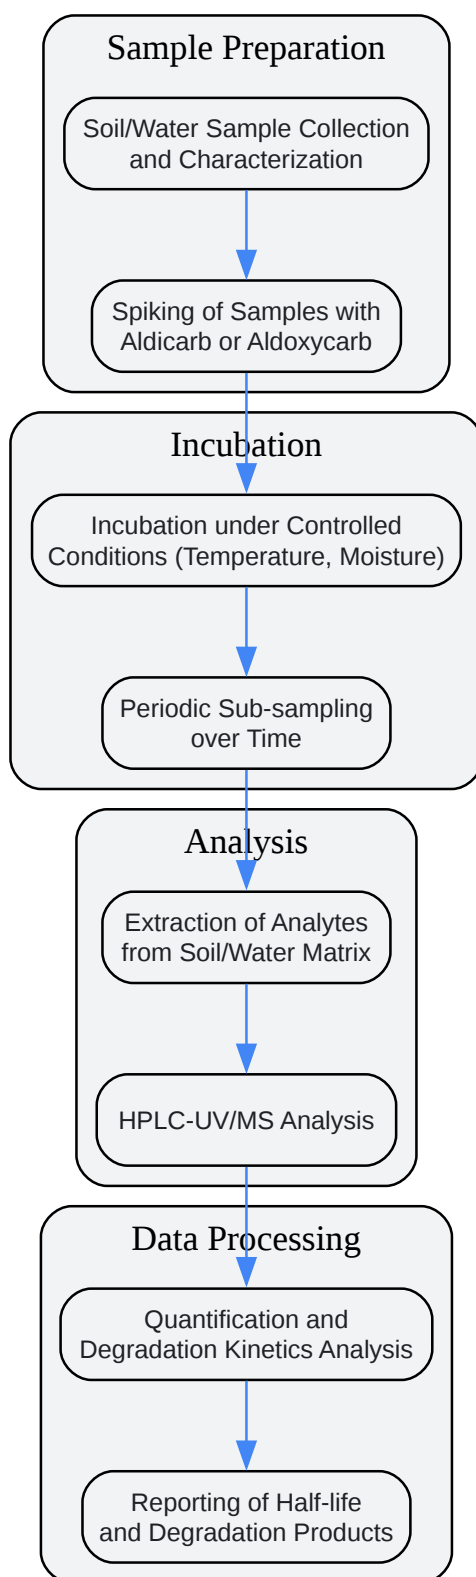 Sample Preparation
Soil/Water Sample Collection
and Characterization
Spiking of Samples with
Aldicarb or Aldoxycarb
Incubation
Incubation under Controlled
Conditions (Temperature, Moisture)
Periodic Sub-sampling
over Time
Analysis
Extraction of Analytes
from Soil/Water Matrix
HPLC-UV/MS Analysis
Data Processing
Quantification and
Degradation Kinetics Analysis
Reporting of Half-life
and Degradation Products